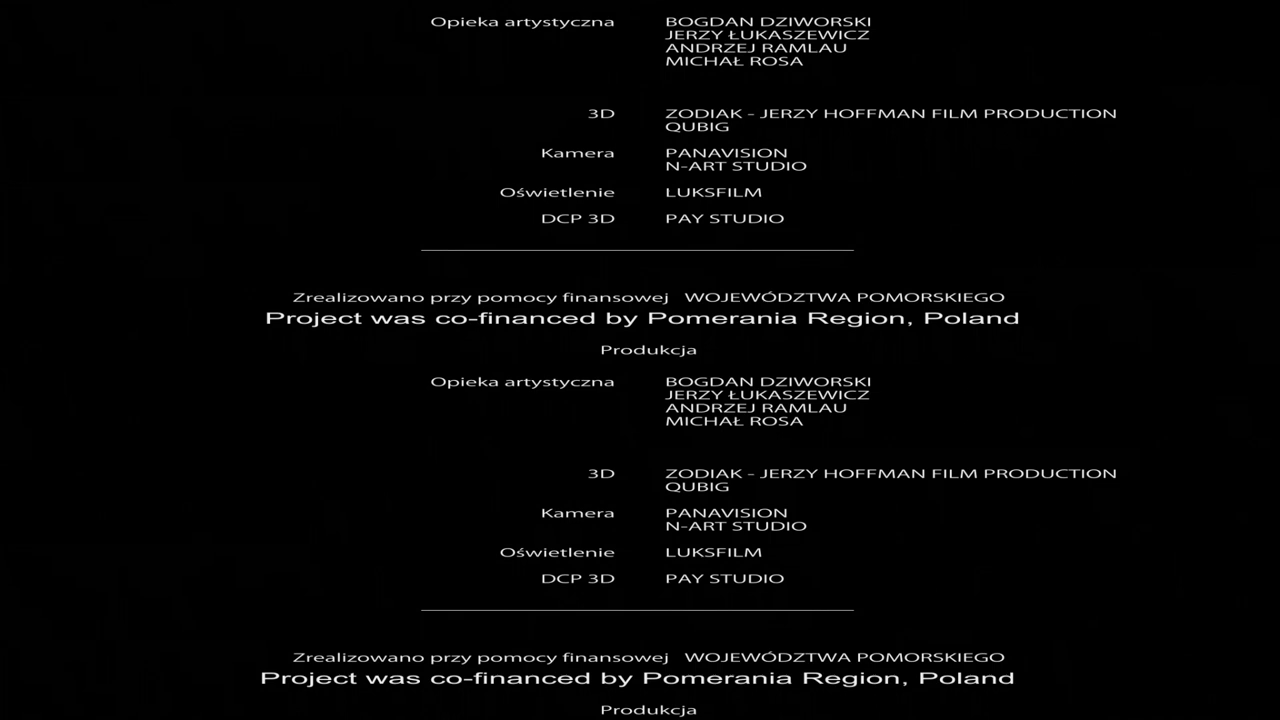 Opieka artystyczna BOGDAN DZIWORSKI
JERZY ŁUKASZEWICZ
ANDRZEJ RAMLAU
MICHAŁ ROSA
3D ZODIAK - JERZY HOFFMAN FILM PRODUCTION
QUBIG
Kamera PANAVISION
N-ART STUDIO
Oświetlenie LUKSFILM
DCP 3D PAY STUDIO
Zrealizowano przy pomocy finansowej WOJEWÓDZTWA POMORSKIEGO
Project was co-financed by Pomerania Region, Poland
Produkcja
Opieka artystyczna BOGDAN DZIWORSKI
JERZY ŁUKASZEWICZ
ANDRZEJ RAMLAU
MICHAŁ ROSA
3D ZODIAK - JERZY HOFFMAN FILM PRODUCTION
QUBIG
Kamera PANAVISION
N-ART STUDIO
Oświetlenie LUKSFILM
DCP 3D PAY STUDIO
Zrealizowano przy pomocy finansowej WOJEWÓDZTWA POMORSKIEGO
Project was co-financed by Pomerania Region, Poland
Produkcja